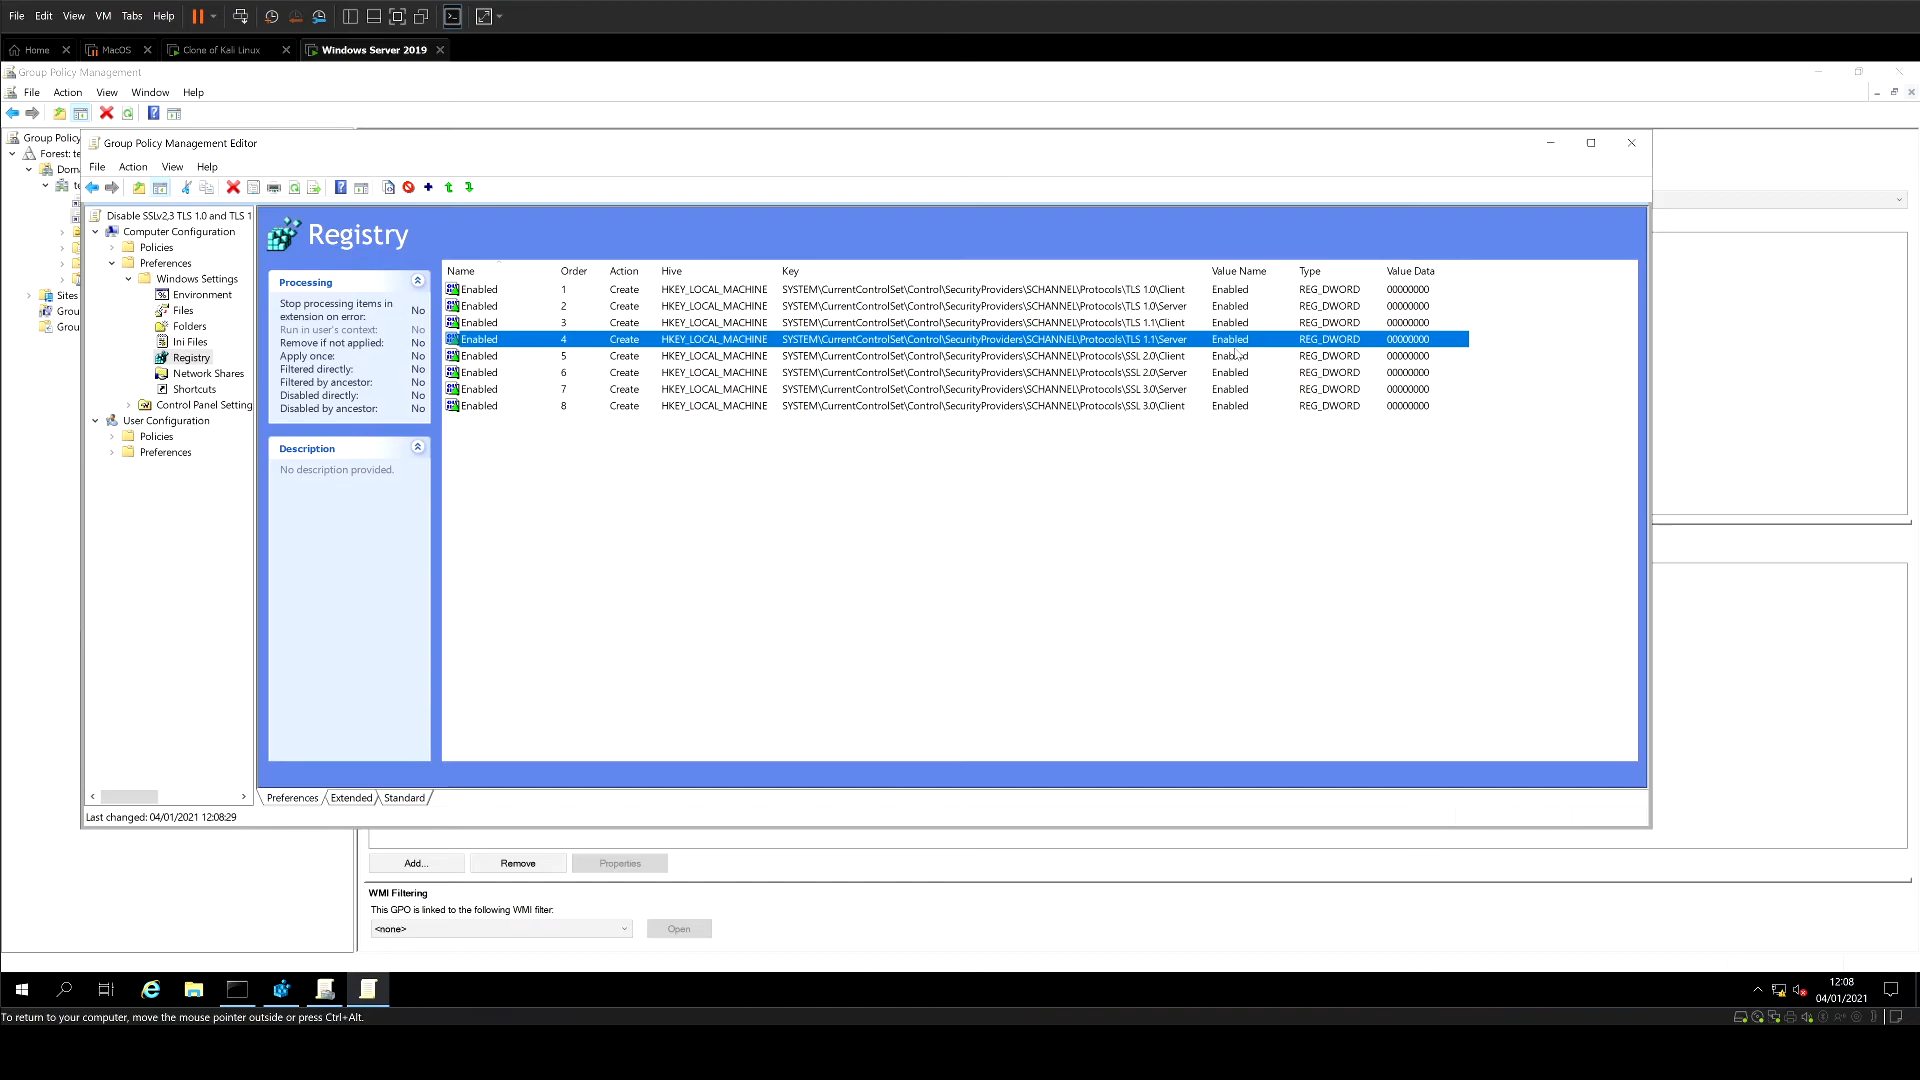 File Edit View VM Tabs Help
Home MacOS Clone of Kali Linux Windows Server 2019
Group Policy Management
File Action View Window Help
Group Policy
Forest: te
Doma
te
Sites
Grou
Grou
Group Policy Management Editor
File Action View Help
Disable SSLv2,3 TLS 1.0 and TLS 1
Computer Configuration
Policies
Preferences
Windows Settings
Environment
Files
Folders
Ini Files
Registry
Network Shares
Shortcuts
Control Panel Setting
User Configuration
Policies
Preferences
Registry
Processing
Stop processing items in extension on error: No
Run in user's context: No
Remove if not applied: No
Apply once: No
Filtered directly: No
Filtered by ancestor: No
Disabled directly: No
Disabled by ancestor: No
Description
No description provided.
Name Order Action Hive Key Value Name Type Value Data
Enabled 1 Create HKEY_LOCAL_MACHINE SYSTEM\CurrentControlSet\Control\SecurityProviders\SCHANNEL\Protocols\TLS 1.0\Client Enabled REG_DWORD 00000000
Enabled 2 Create HKEY_LOCAL_MACHINE SYSTEM\CurrentControlSet\Control\SecurityProviders\SCHANNEL\Protocols\TLS 1.0\Server Enabled REG_DWORD 00000000
Enabled 3 Create HKEY_LOCAL_MACHINE SYSTEM\CurrentControlSet\Control\SecurityProviders\SCHANNEL\Protocols\TLS 1.1\Client Enabled REG_DWORD 00000000
Enabled 4 Create HKEY_LOCAL_MACHINE SYSTEM\CurrentControlSet\Control\SecurityProviders\SCHANNEL\Protocols\TLS 1.1\Server Enabled REG_DWORD 00000000
Enabled 5 Create HKEY_LOCAL_MACHINE SYSTEM\CurrentControlSet\Control\SecurityProviders\SCHANNEL\Protocols\SSL 2.0\Client Enabled REG_DWORD 00000000
Enabled 6 Create HKEY_LOCAL_MACHINE SYSTEM\CurrentControlSet\Control\SecurityProviders\SCHANNEL\Protocols\SSL 2.0\Server Enabled REG_DWORD 00000000
Enabled 7 Create HKEY_LOCAL_MACHINE SYSTEM\CurrentControlSet\Control\SecurityProviders\SCHANNEL\Protocols\SSL 3.0\Server Enabled REG_DWORD 00000000
Enabled 8 Create HKEY_LOCAL_MACHINE SYSTEM\CurrentControlSet\Control\SecurityProviders\SCHANNEL\Protocols\SSL 3.0\Client Enabled REG_DWORD 00000000
Preferences Extended Standard
Last changed: 04/01/2021 12:08:29
Add... Remove Properties
WMI Filtering
This GPO is linked to the following WMI filter:
<none> Open
12:08
04/01/2021
To return to your computer, move the mouse pointer outside or press Ctrl+Alt.